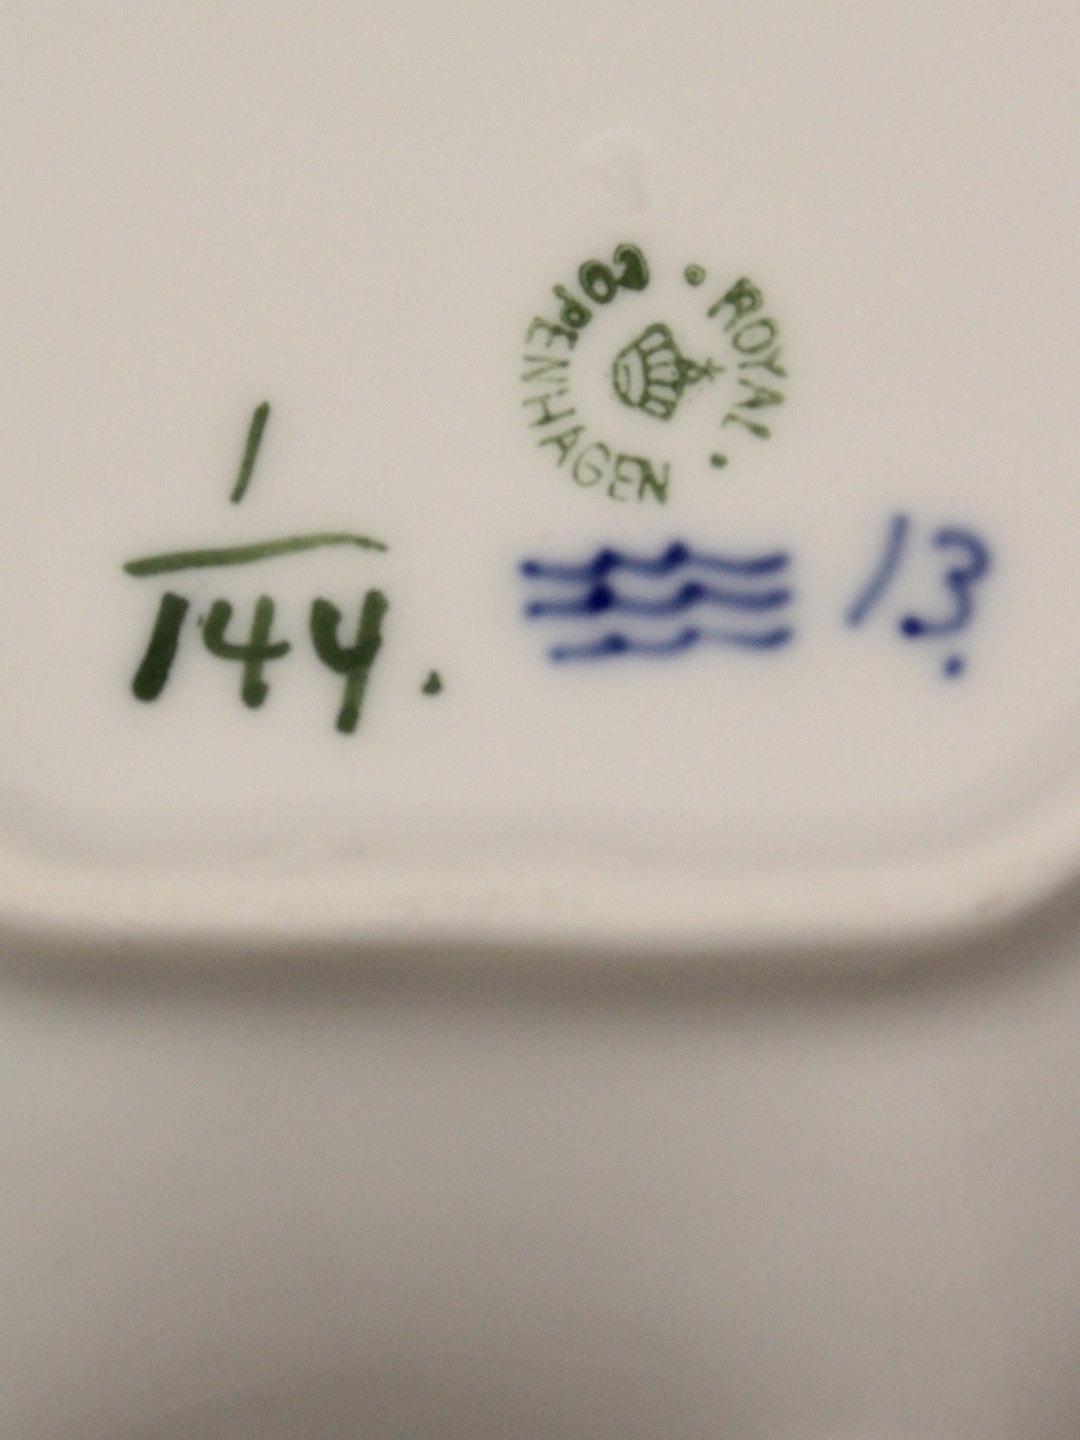 ROYAL COPENHAGEN
1
144.
13.